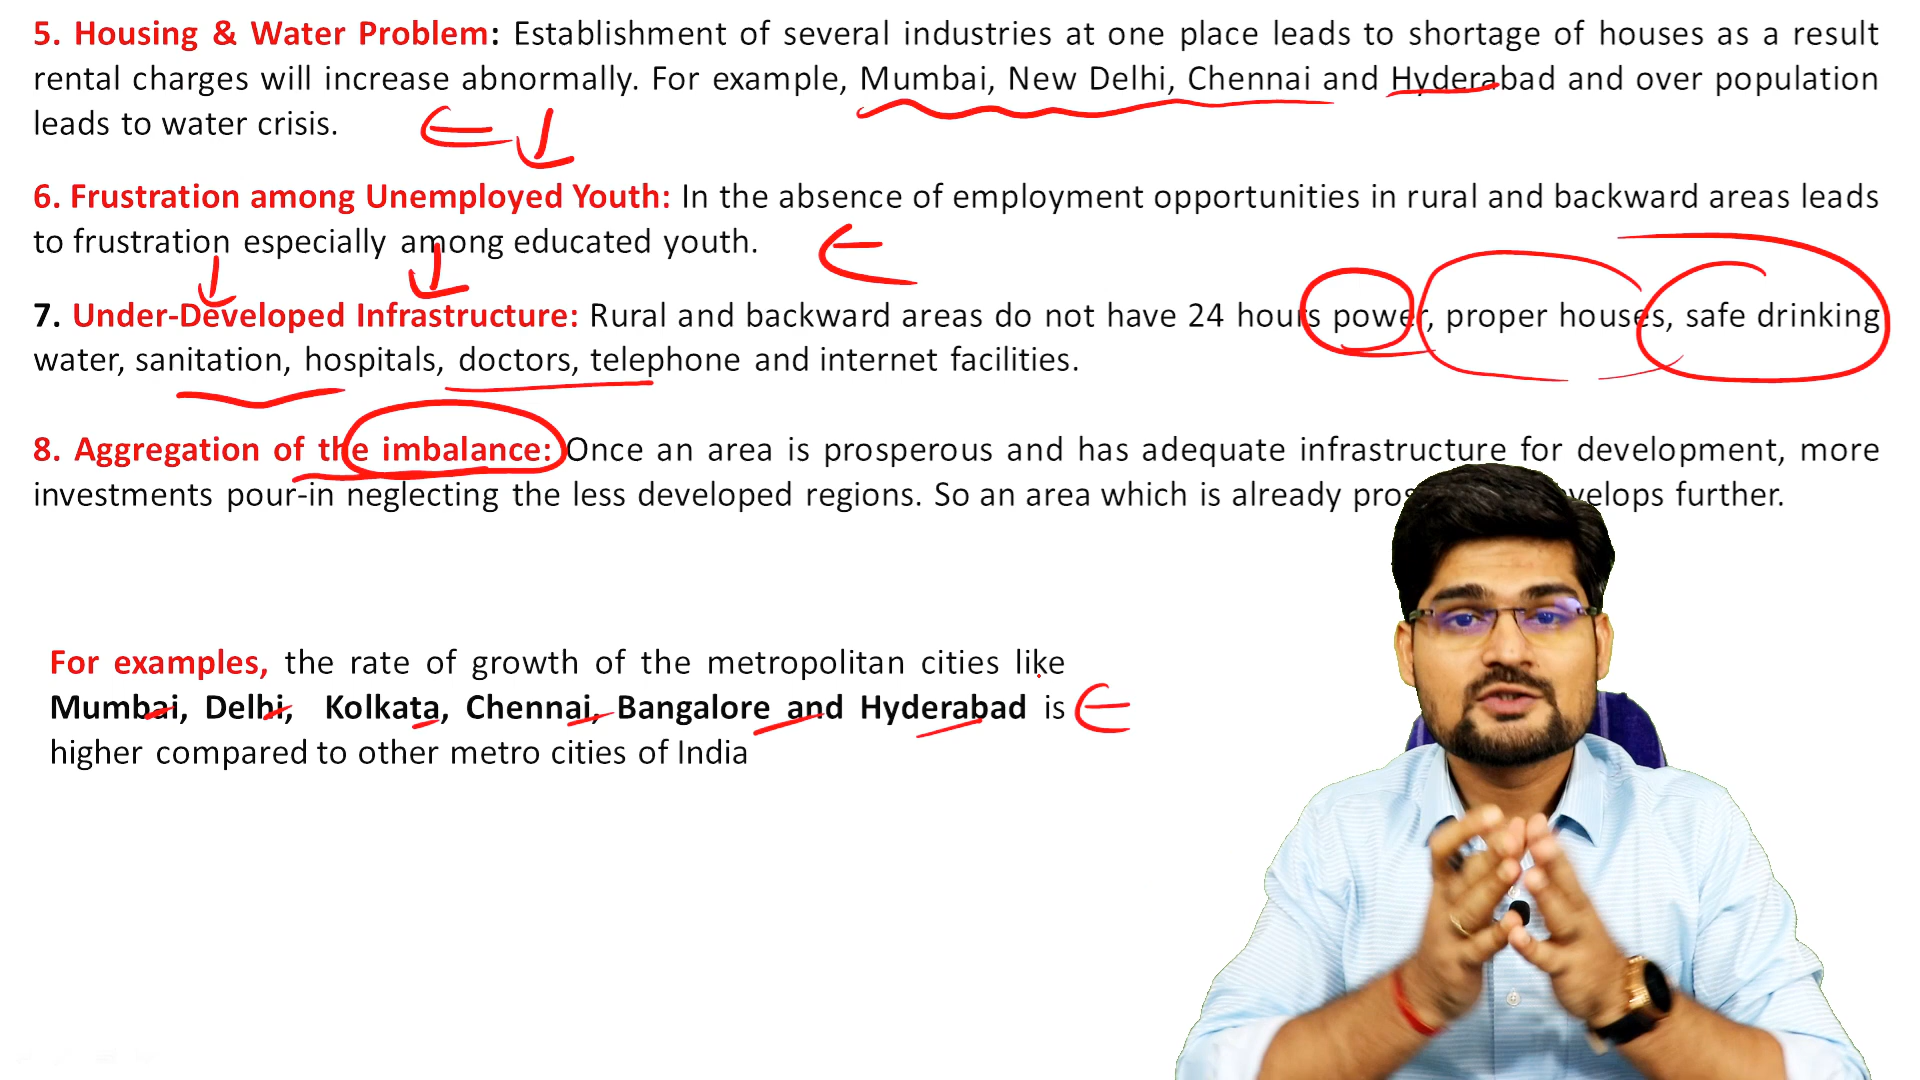 5. Housing & Water Problem: Establishment of several industries at one place leads to shortage of houses as a result
rental charges will increase abnormally. For example, Mumbai, New Delhi, Chennai and Hyderabad and over population
leads to water crisis.
6. Frustration among Unemployed Youth: In the absence of employment opportunities in rural and backward areas leads
to frustration especially among educated youth.
7. Under-Developed Infrastructure: Rural and backward areas do not have 24 hours power, proper houses, safe drinking
water, sanitation, hospitals, doctors, telephone and internet facilities.
8. Aggregation of the imbalance: Once an area is prosperous and has adequate infrastructure for development, more
investments pour-in neglecting the less developed regions. So an area which is already further.
For examples, the rate of growth of the metropolitan cities like
Mumbai, Delhi, Kolkata, Chennai, Bangalore and Hyderabad is
higher compared to other metro cities of India